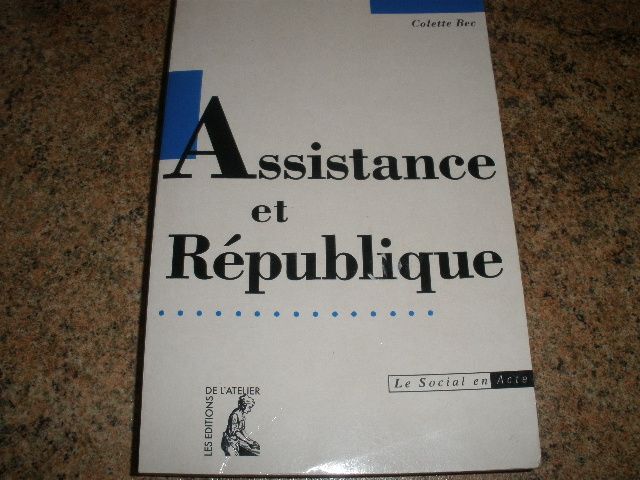 Colette Bec
Assistance
et
République
Le Social en Acte
LES EDITIONS
DE L'ATELIER